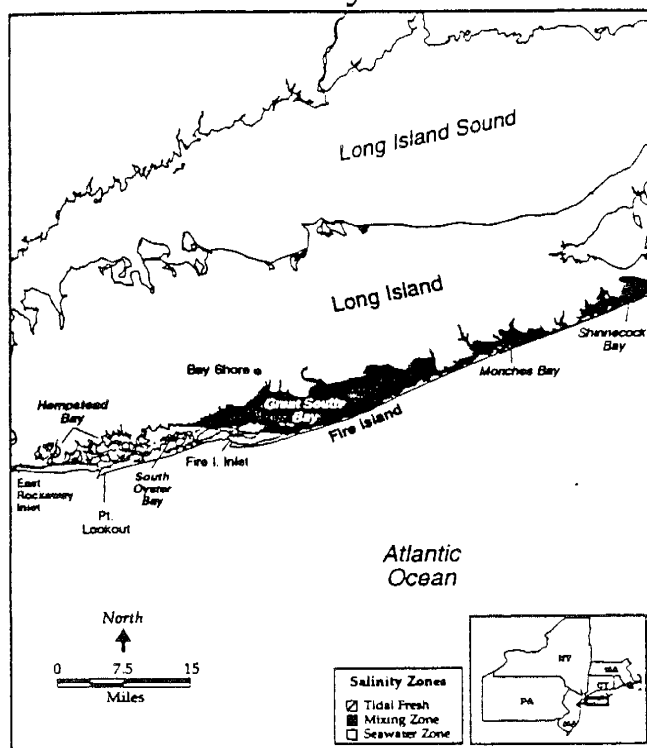 Long Island Sound
Long Island
Shinnecock
Bay
Moriches Bay
Bay Shore
Great South
Bay
Fire Island
Hempstead
Bay
Fire I. Inlet
South
Oyster
Bay
East
Rockaway
Inlet
Pt.
Lookout
Atlantic
Ocean
North
0 7.5 15
Miles
Salinity Zones
Tidal Fresh
Mixing Zone
Seawater Zone
NY
MA
CT
PA
NJ